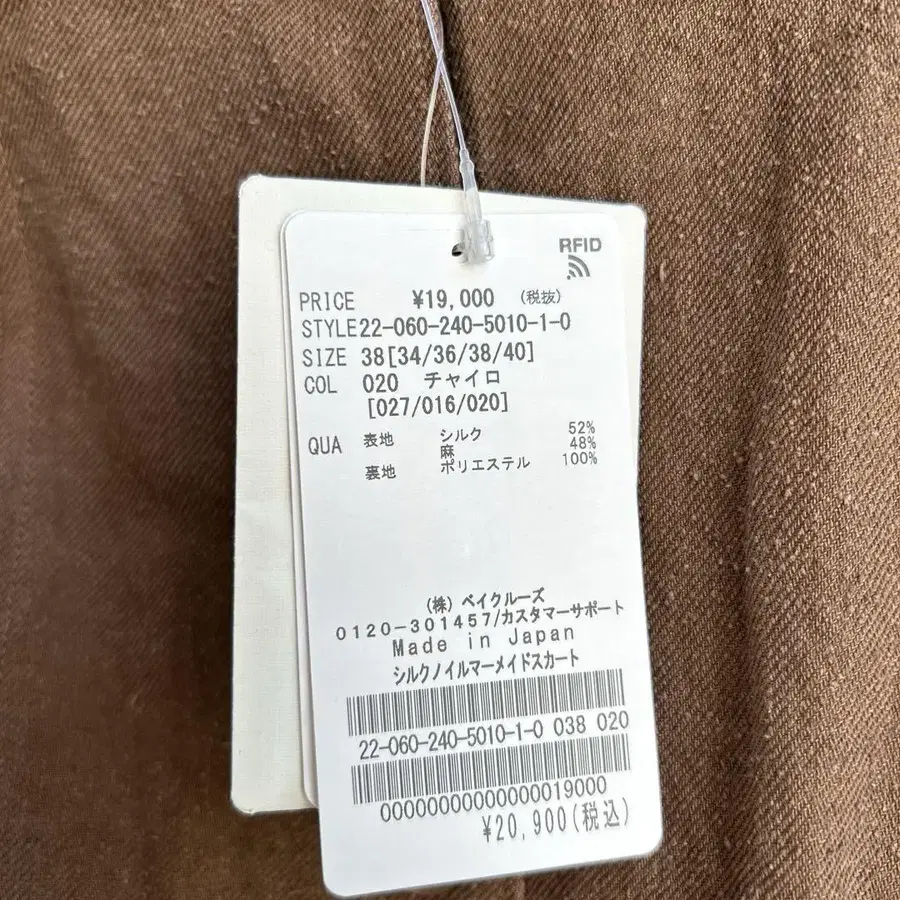 RFID
PRICE ¥19,000 (税抜)
STYLE 22-060-240-5010-1-0
SIZE 38[34/36/38/40]
COL 020 チャイロ
[027/016/020]
QUA 表地 シルク 52%
麻 48%
裏地 ポリエステル 100%
(株) ベイクルーズ
0120-301457/カスタマーサポート
Made in Japan
シルクノイルマーメイドスカート
22-060-240-5010-1-0 038 020
0000000000000019000
¥20,900(税込)